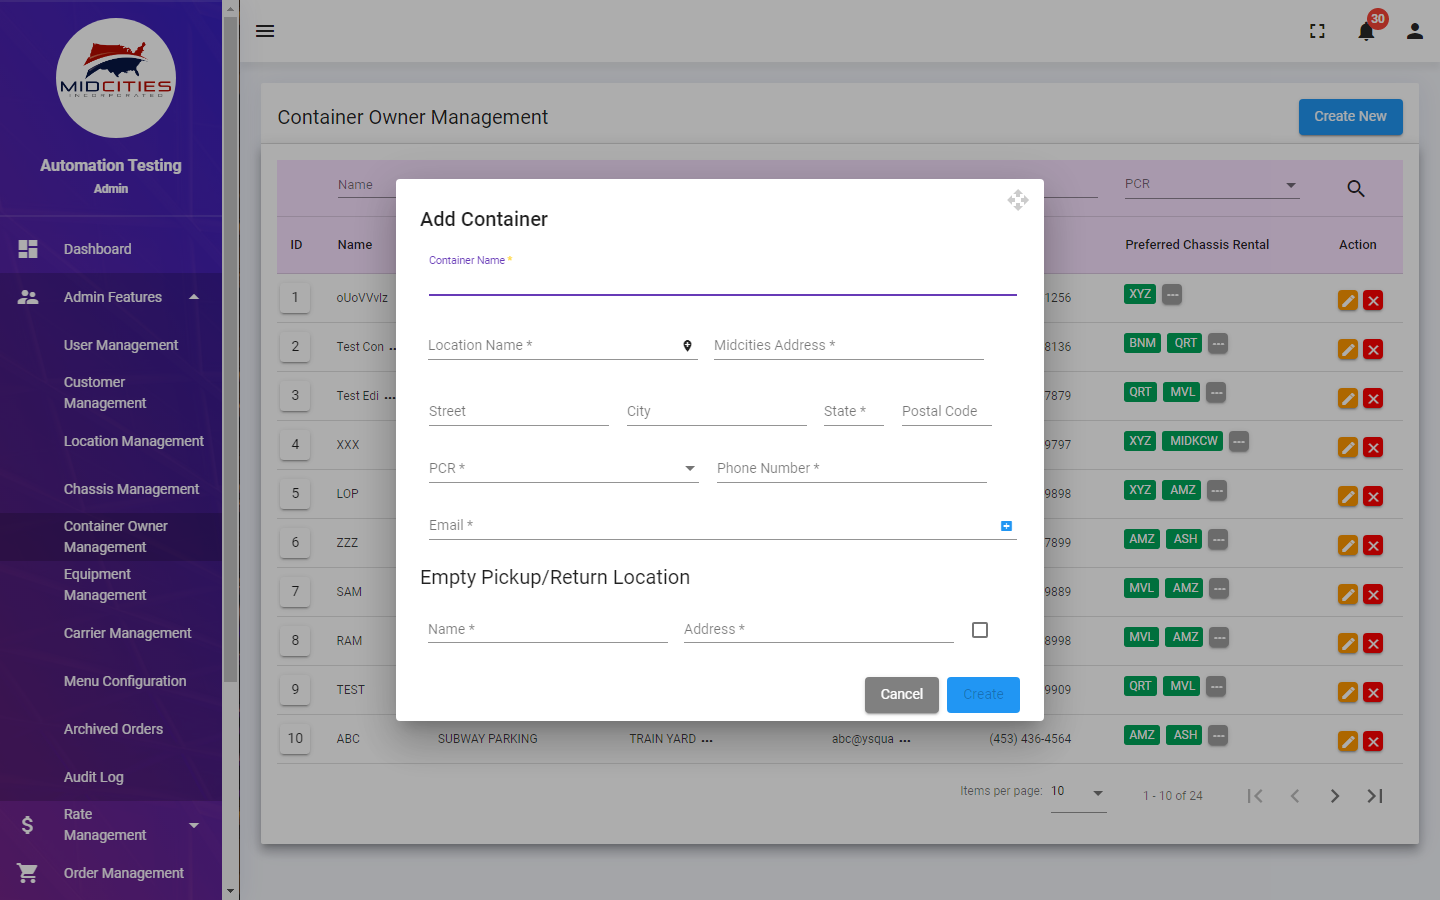 MIDCITIES
INCORPORATED
Automation Testing
Admin
Dashboard
Admin Features
User Management
Customer
Management
Location Management
Chassis Management
Container Owner
Management
Equipment
Management
Carrier Management
Menu Configuration
Archived Orders
Audit Log
Rate
Management
Order Management
30
Container Owner Management
Create New
Name
PCR
ID Name Preferred Chassis Rental Action
1 oUoVVvIz 1256 XYZ ---
2 Test Con ... 8136 BNM QRT ---
3 Test Edi ... 7879 QRT MVL ---
4 XXX 9797 XYZ MIDKCW ---
5 LOP 9898 XYZ AMZ ---
6 ZZZ 7899 AMZ ASH ---
7 SAM 9889 MVL AMZ ---
8 RAM 8998 MVL AMZ ---
9 TEST 9909 QRT MVL ---
10 ABC SUBWAY PARKING TRAIN YARD ... abc@ysqua ... (453) 436-4564 AMZ ASH ---
Items per page: 10 1 - 10 of 24
Add Container
Container Name *
Location Name * Midcities Address *
Street City State * Postal Code
PCR * Phone Number *
Email *
Empty Pickup/Return Location
Name * Address *
Cancel Create